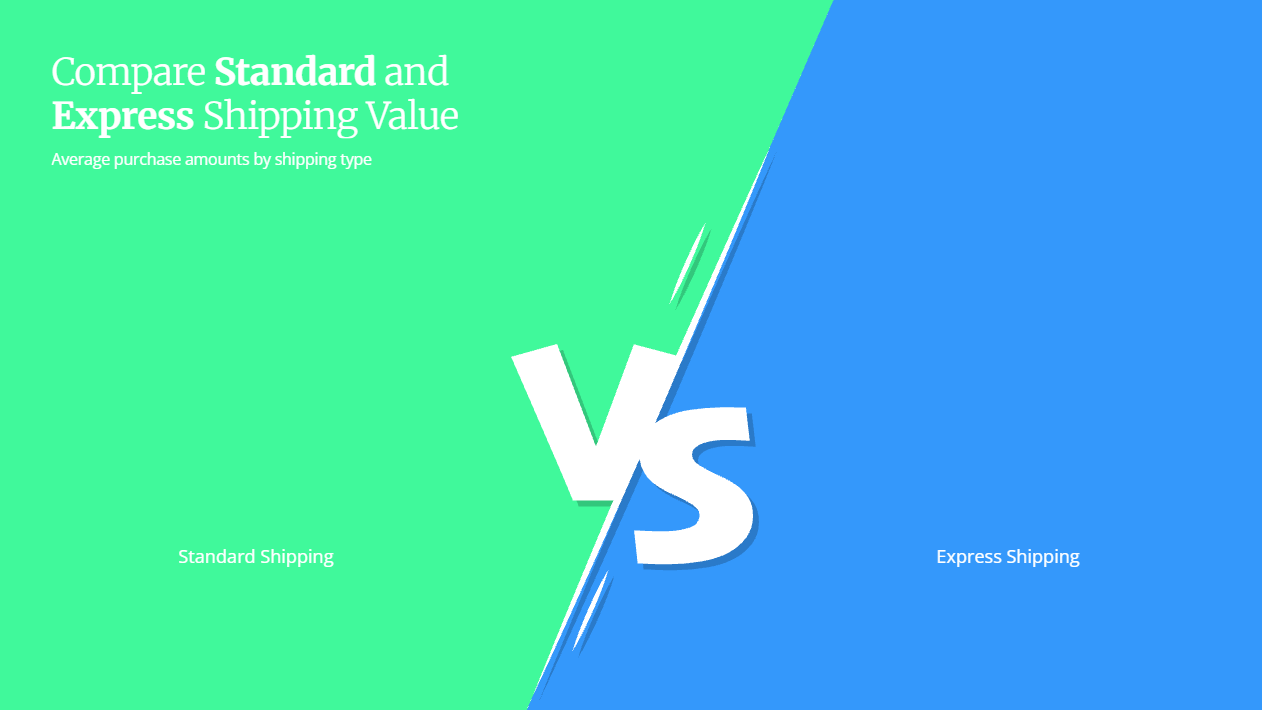 Compare Standard and
Express Shipping Value
Average purchase amounts by shipping type
Vs
Standard Shipping
Express Shipping